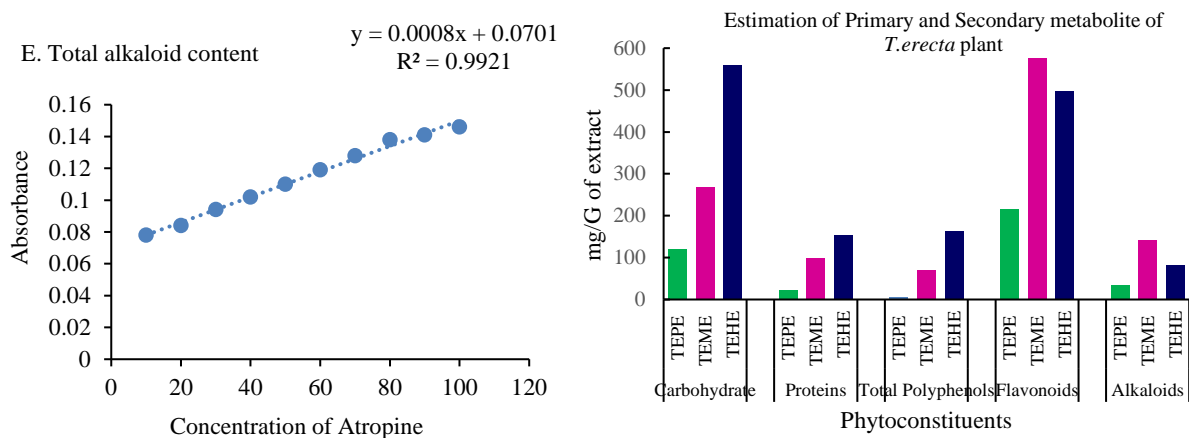 E. Total alkaloid content
y = 0.0008x + 0.0701
R² = 0.9921
0.16
0.14
0.12
0.1
0.08
0.06
0.04
0.02
0
0 20 40 60 80 100 120
Absorbance
Concentration of Atropine
Estimation of Primary and Secondary metabolite of
T.erecta plant
600
500
400
300
200
100
0
mg/G of extract
TEPE TEME TEHE TEPE TEME TEHE TEPE TEME TEHE TEPE TEME TEHE TEPE TEME TEHE
Carbohydrate Proteins Total Polyphenols Flavonoids Alkaloids
Phytoconstituents